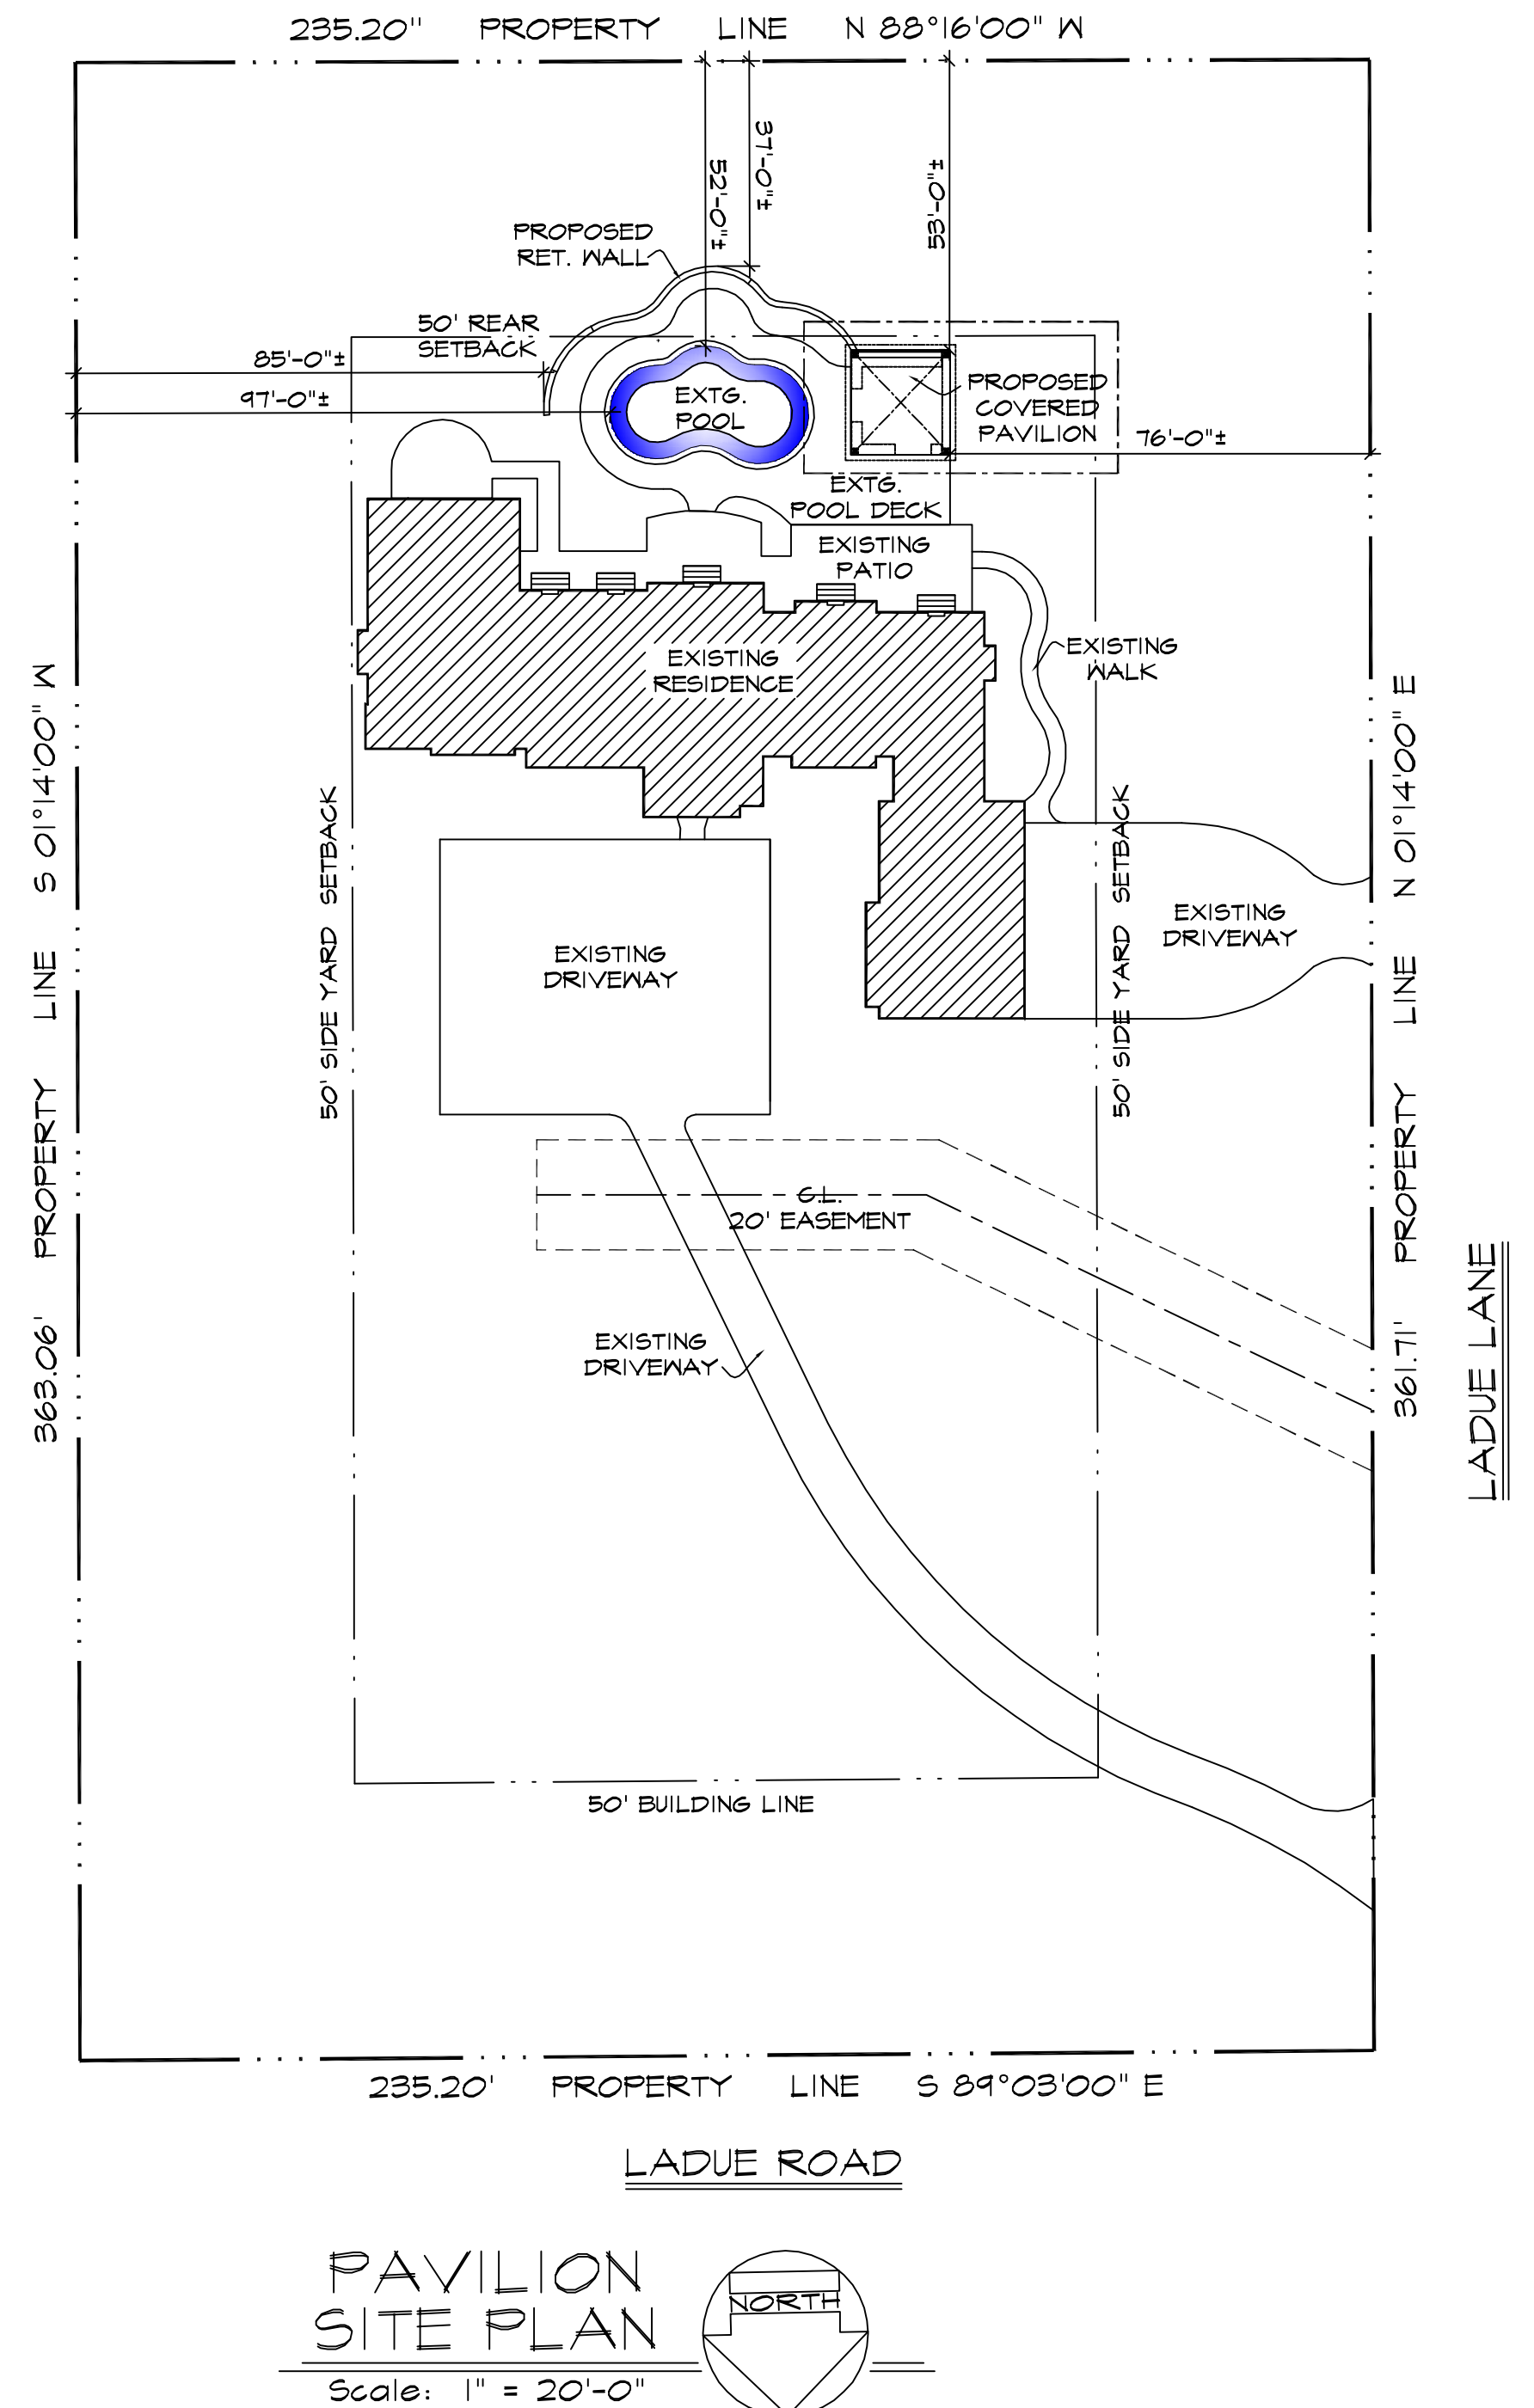 235.20" PROPERTY LINE N 88°16'00" W
37'-0"±
52'-0"±
53'-0"±
PROPOSED
RET. WALL
50' REAR
SETBACK
85'-0"±
97'-0"±
EXTG.
POOL
PROPOSED
COVERED
PAVILION
76'-0"±
EXTG.
POOL DECK
EXISTING
PATIO
EXISTING
RESIDENCE
EXISTING
WALK
363.06' PROPERTY LINE S 01°14'00" W
50' SIDE YARD SETBACK
50' SIDE YARD SETBACK
361.71' PROPERTY LINE N 01°14'00" E
EXISTING
DRIVEWAY
EXISTING
DRIVEWAY
C.L.
20' EASEMENT
EXISTING
DRIVEWAY
LADUE LANE
50' BUILDING LINE
235.20' PROPERTY LINE S 89°03'00" E
LADUE ROAD
PAVILION
SITE PLAN
NORTH
Scale: 1" = 20'-0"